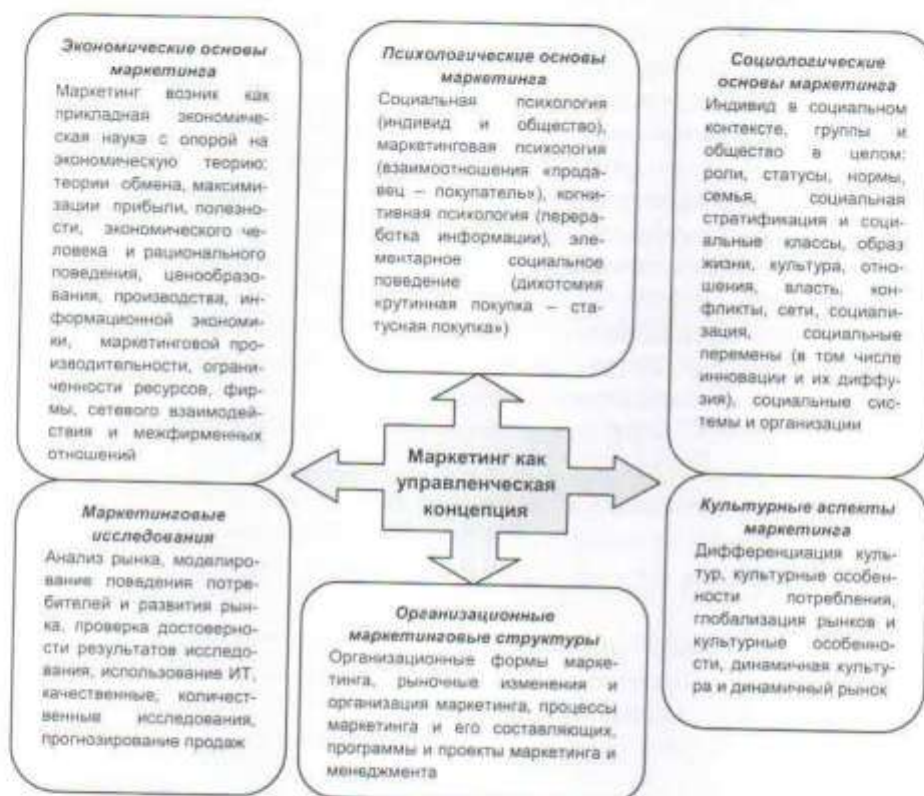 Экономические основы
маркетинга
Маркетинг возник как
прикладная экономиче-
ская наука с опорой на
экономическую теорию:
теории обмена, максими-
зации прибыли, полезно-
сти, экономического че-
ловека и рационального
поведения, ценообразо-
вания, производства, ин-
формационной экономи-
ки, маркетинговой про-
изводительности, ограни-
ченности ресурсов, фир-
мы, сетевого взаимодей-
ствия и межфирменных
отношений
Психологические основы
маркетинга
Социальная психология
(индивид и общество),
маркетинговая психология
(взаимоотношения «прода-
вец – покупатель»), когни-
тивная психология (перера-
ботка информации), эле-
ментарное социальное
поведение (дихотомия
«рутинная покупка – ста-
тусная покупка»)
Социологические
основы маркетинга
Индивид в социальном
контексте, группы и
общество в целом:
роли, статусы, нормы,
семья, социальная
стратификация и соци-
альные классы, образ
жизни, культура, отно-
шения, власть, кон-
фликты, сети, социали-
зация, социальные
перемены (в том числе
инновации и их диффу-
зия), социальные сис-
темы и организации
Маркетинг как
управленческая
концепция
Маркетинговые
исследования
Анализ рынка, моделиро-
вание поведения потре-
бителей и развития рын-
ка, проверка достоверно-
сти результатов исследо-
вания, использование ИТ,
качественные, количест-
венные исследования,
прогнозирование продаж
Организационные
маркетинговые структуры
Организационные формы марке-
тинга, рыночные изменения и
организация маркетинга, процессы
маркетинга и его составляющих,
программы и проекты маркетинга и
менеджмента
Культурные аспекты
маркетинга
Дифференциация куль-
тур, культурные особен-
ности потребления,
глобализация рынков и
культурные особенно-
сти, динамичная культу-
ра и динамичный рынок